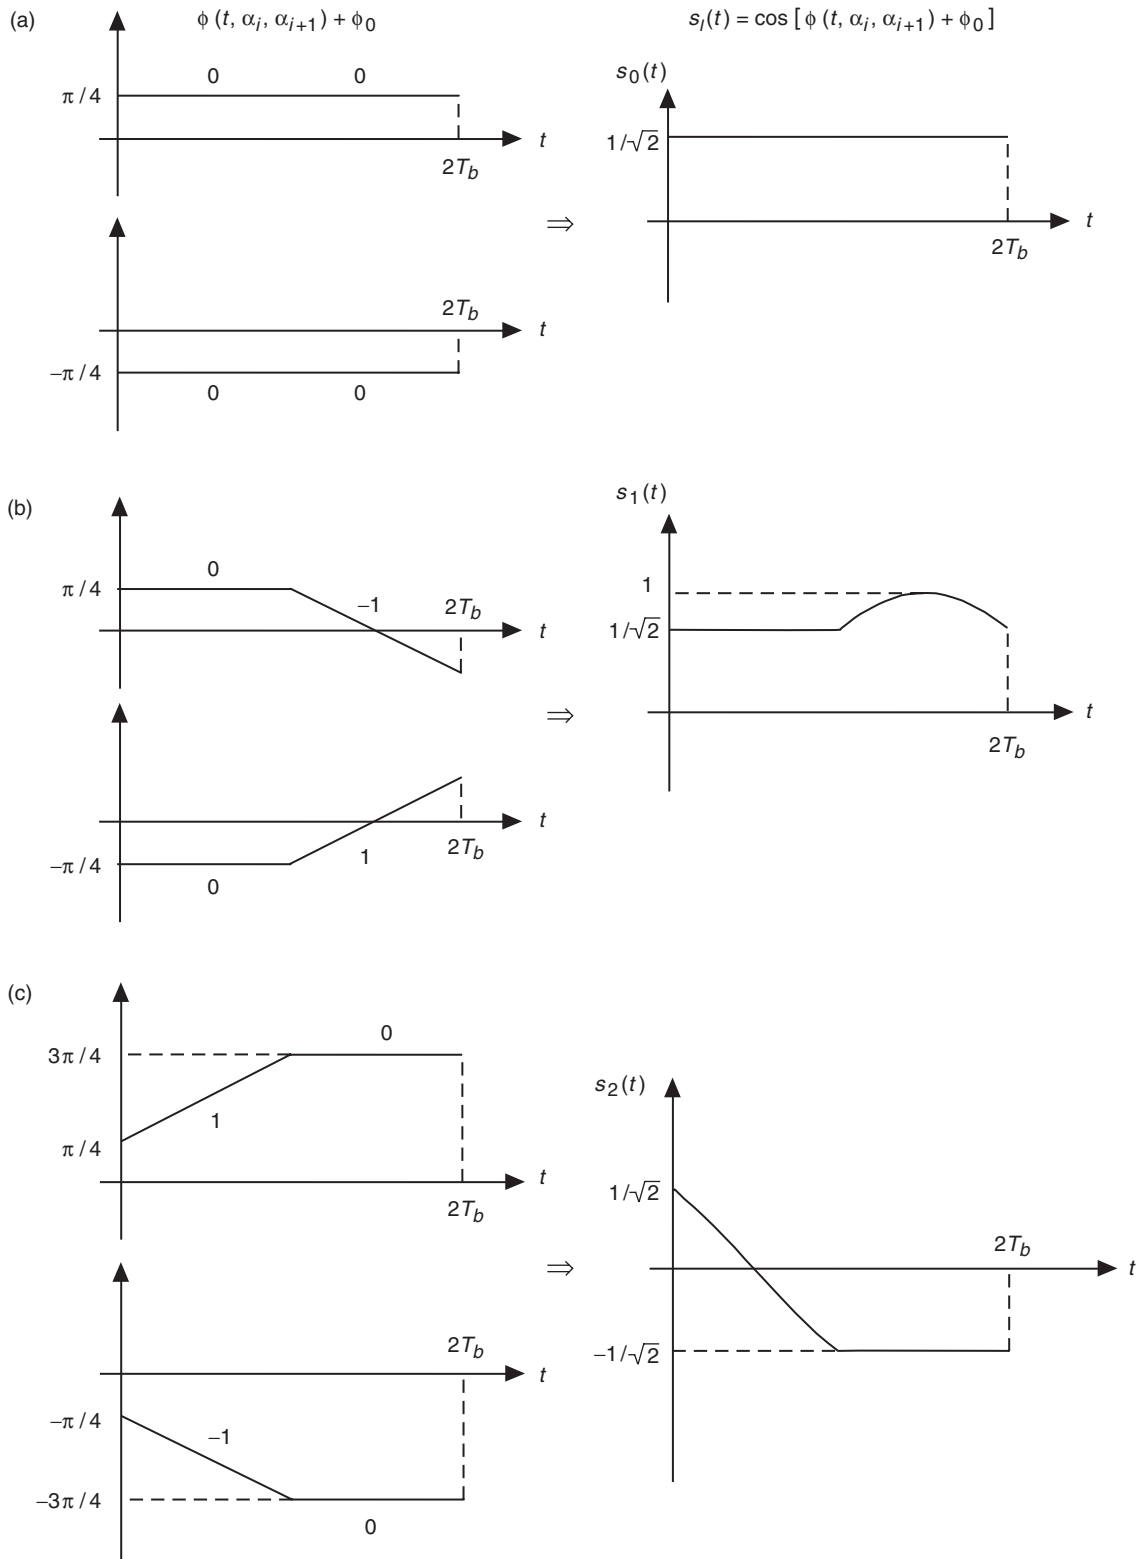 (a)
ϕ (t, α_i, α_{i+1}) + ϕ_0
s_I(t) = cos [ ϕ (t, α_i, α_{i+1}) + ϕ_0 ]
0 0
π / 4
t
2T_b
s_0(t)
1/√2
t
2T_b
⇒
2T_b
t
−π / 4
0 0
(b)
0
π / 4
−1
2T_b
t
s_1(t)
1
1/√2
t
2T_b
⇒
t
2T_b
−π / 4
1
0
(c)
0
3π / 4
1
π / 4
t
2T_b
s_2(t)
1/√2
2T_b
t
−1/√2
⇒
2T_b
t
−π / 4
−1
−3π / 4
0